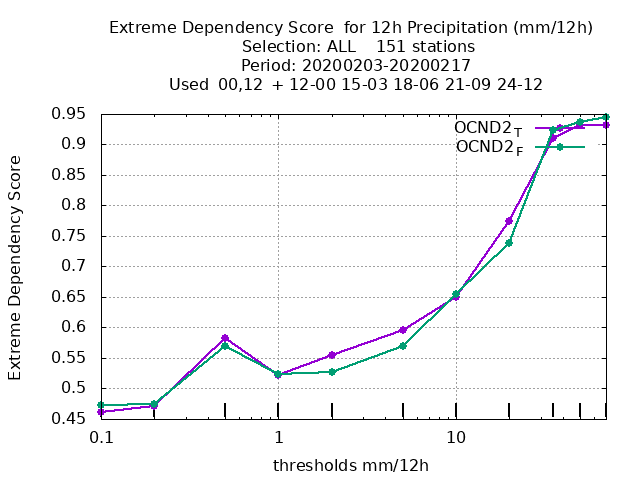 Extreme Dependency Score  for 12h Precipitation (mm/12h)
Selection: ALL    151 stations
Period: 20200203-20200217
Used  00,12  + 12-00 15-03 18-06 21-09 24-12
Extreme Dependency Score
0.95
0.9
0.85
0.8
0.75
0.7
0.65
0.6
0.55
0.5
0.45
OCND2T
OCND2F
0.1
1
10
thresholds mm/12h